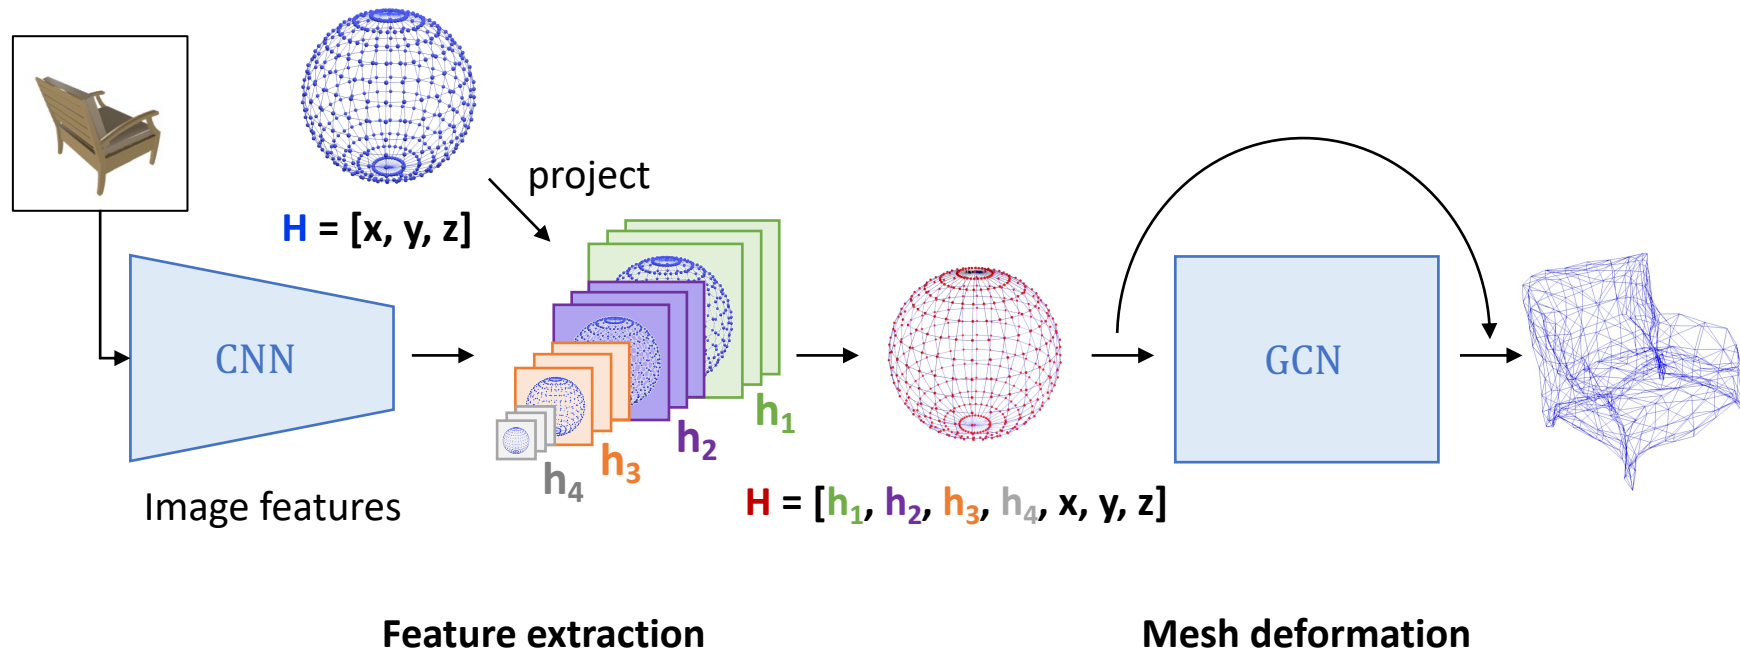 project
H = [x, y, z]
CNN
GCN
h₁
h₂
h₃
h₄
Image features
H = [h₁, h₂, h₃, h₄, x, y, z]
Feature extraction
Mesh deformation